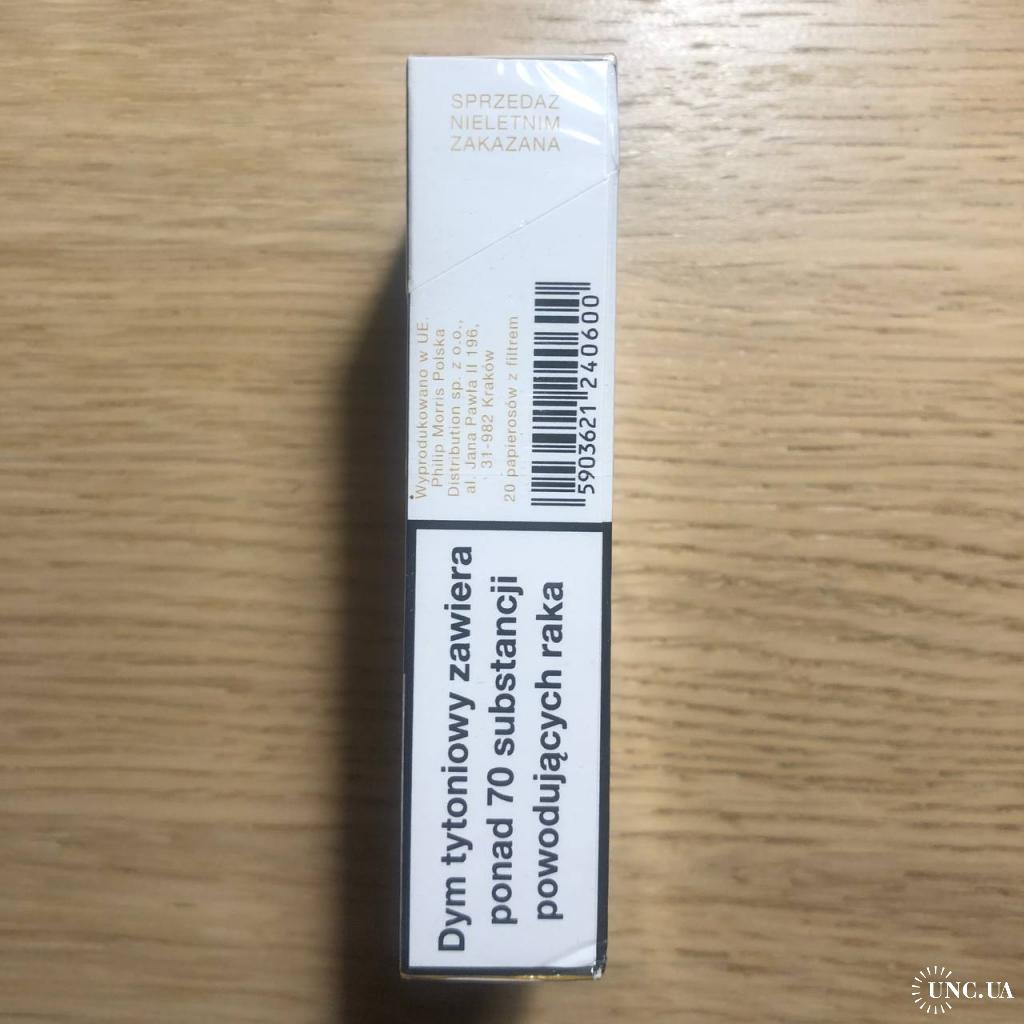 SPRZEDAŻ
NIELETNIM
ZAKAZANA
Wyprodukowano w UE.
Philip Morris Polska
Distribution sp. z o.o.,
al. Jana Pawła II 196,
31-982 Kraków
20 papierosów z filtrem
5903621 240600
Dym tytoniowy zawiera
ponad 70 substancji
powodujących raka
UNC.UA